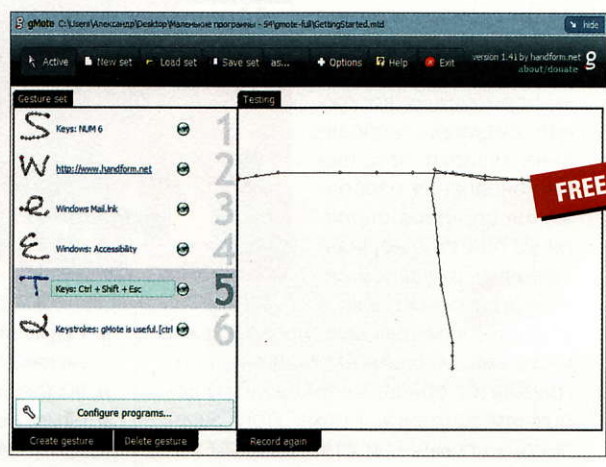 gMote C:\Users\Александр\Desktop\Маленькие программы - 54\gmote-full\GettingStarted.mtd
hide
Active New set Load set Save set as... Options Help Exit version 1.41 by handform.net g
about/donate
Gesture set Testing
Keys: NUM 6 1
http://www.handform.net 2
Windows Mail.lnk 3
Windows: Accessibility 4
Keys: Ctrl + Shift + Esc 5
Keystrokes: gMote is useful.[ctrl 6
FREE
Configure programs...
Create gesture Delete gesture Record again